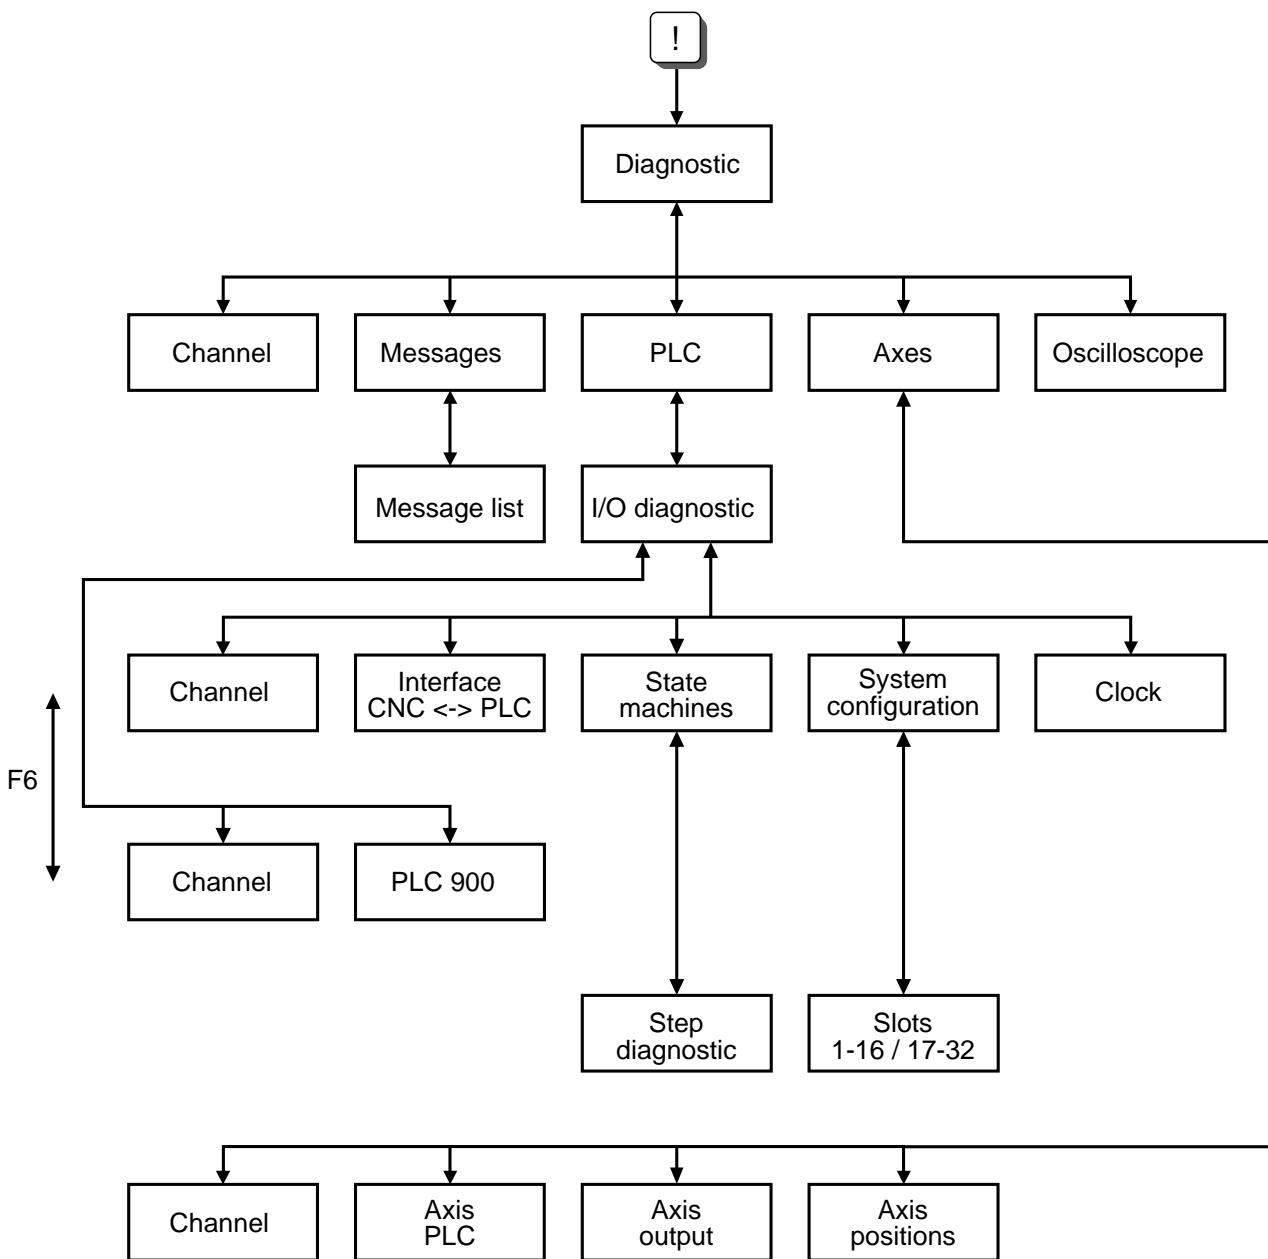 !
Diagnostic
Channel
Messages
PLC
Axes
Oscilloscope
Message list
I/O diagnostic
Channel
Interface
CNC <-> PLC
State
machines
System
configuration
Clock
F6
Channel
PLC 900
Step
diagnostic
Slots
1-16 / 17-32
Channel
Axis
PLC
Axis
output
Axis
positions